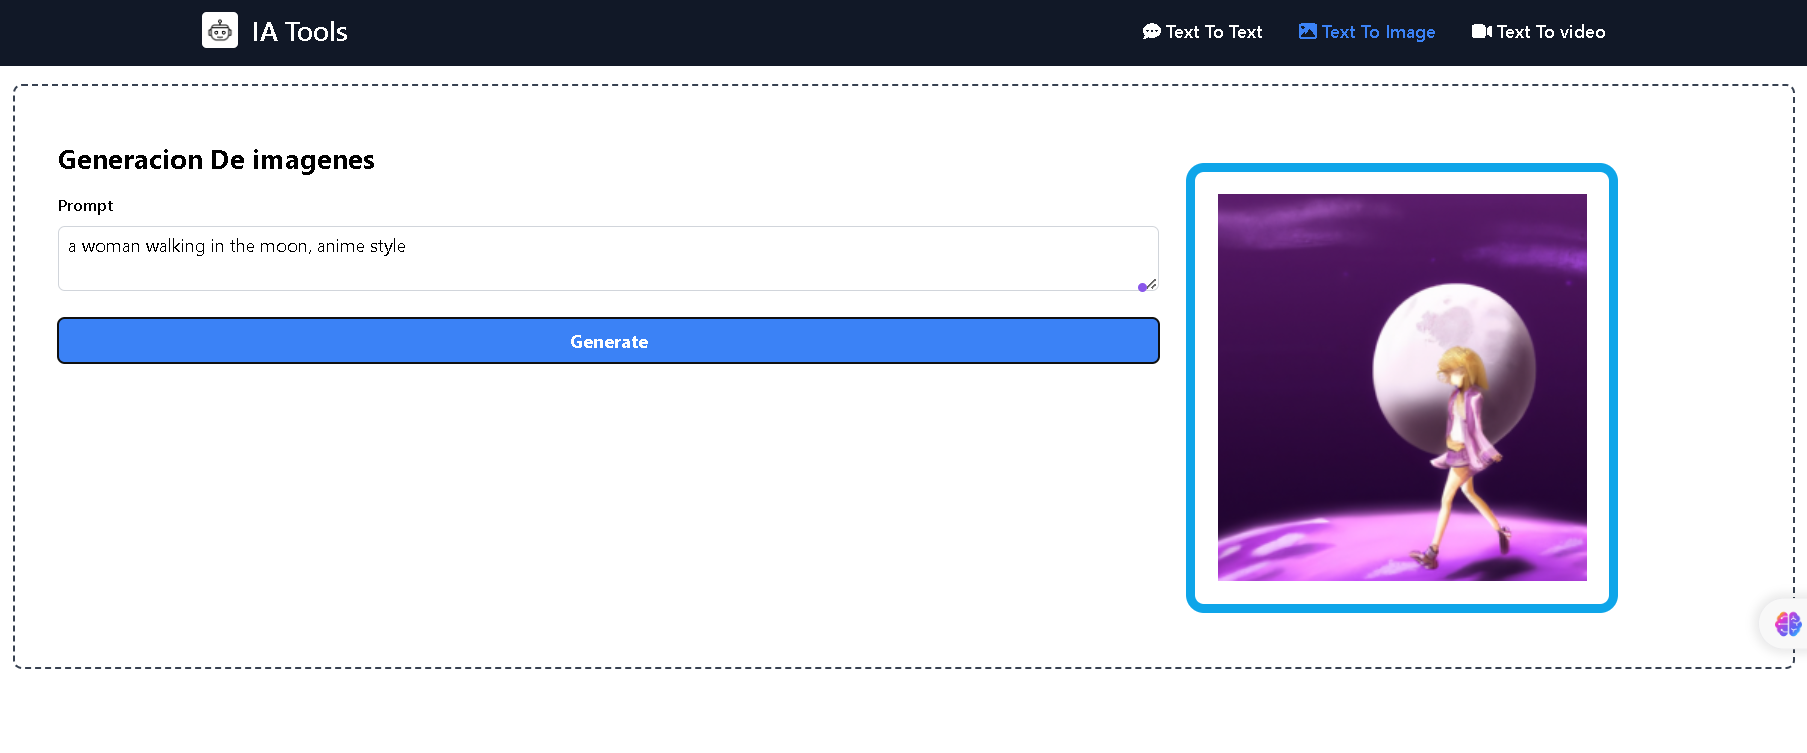 IA Tools
Text To Text
Text To Image
Text To video
Generacion De imagenes
Prompt
a woman walking in the moon, anime style
Generate